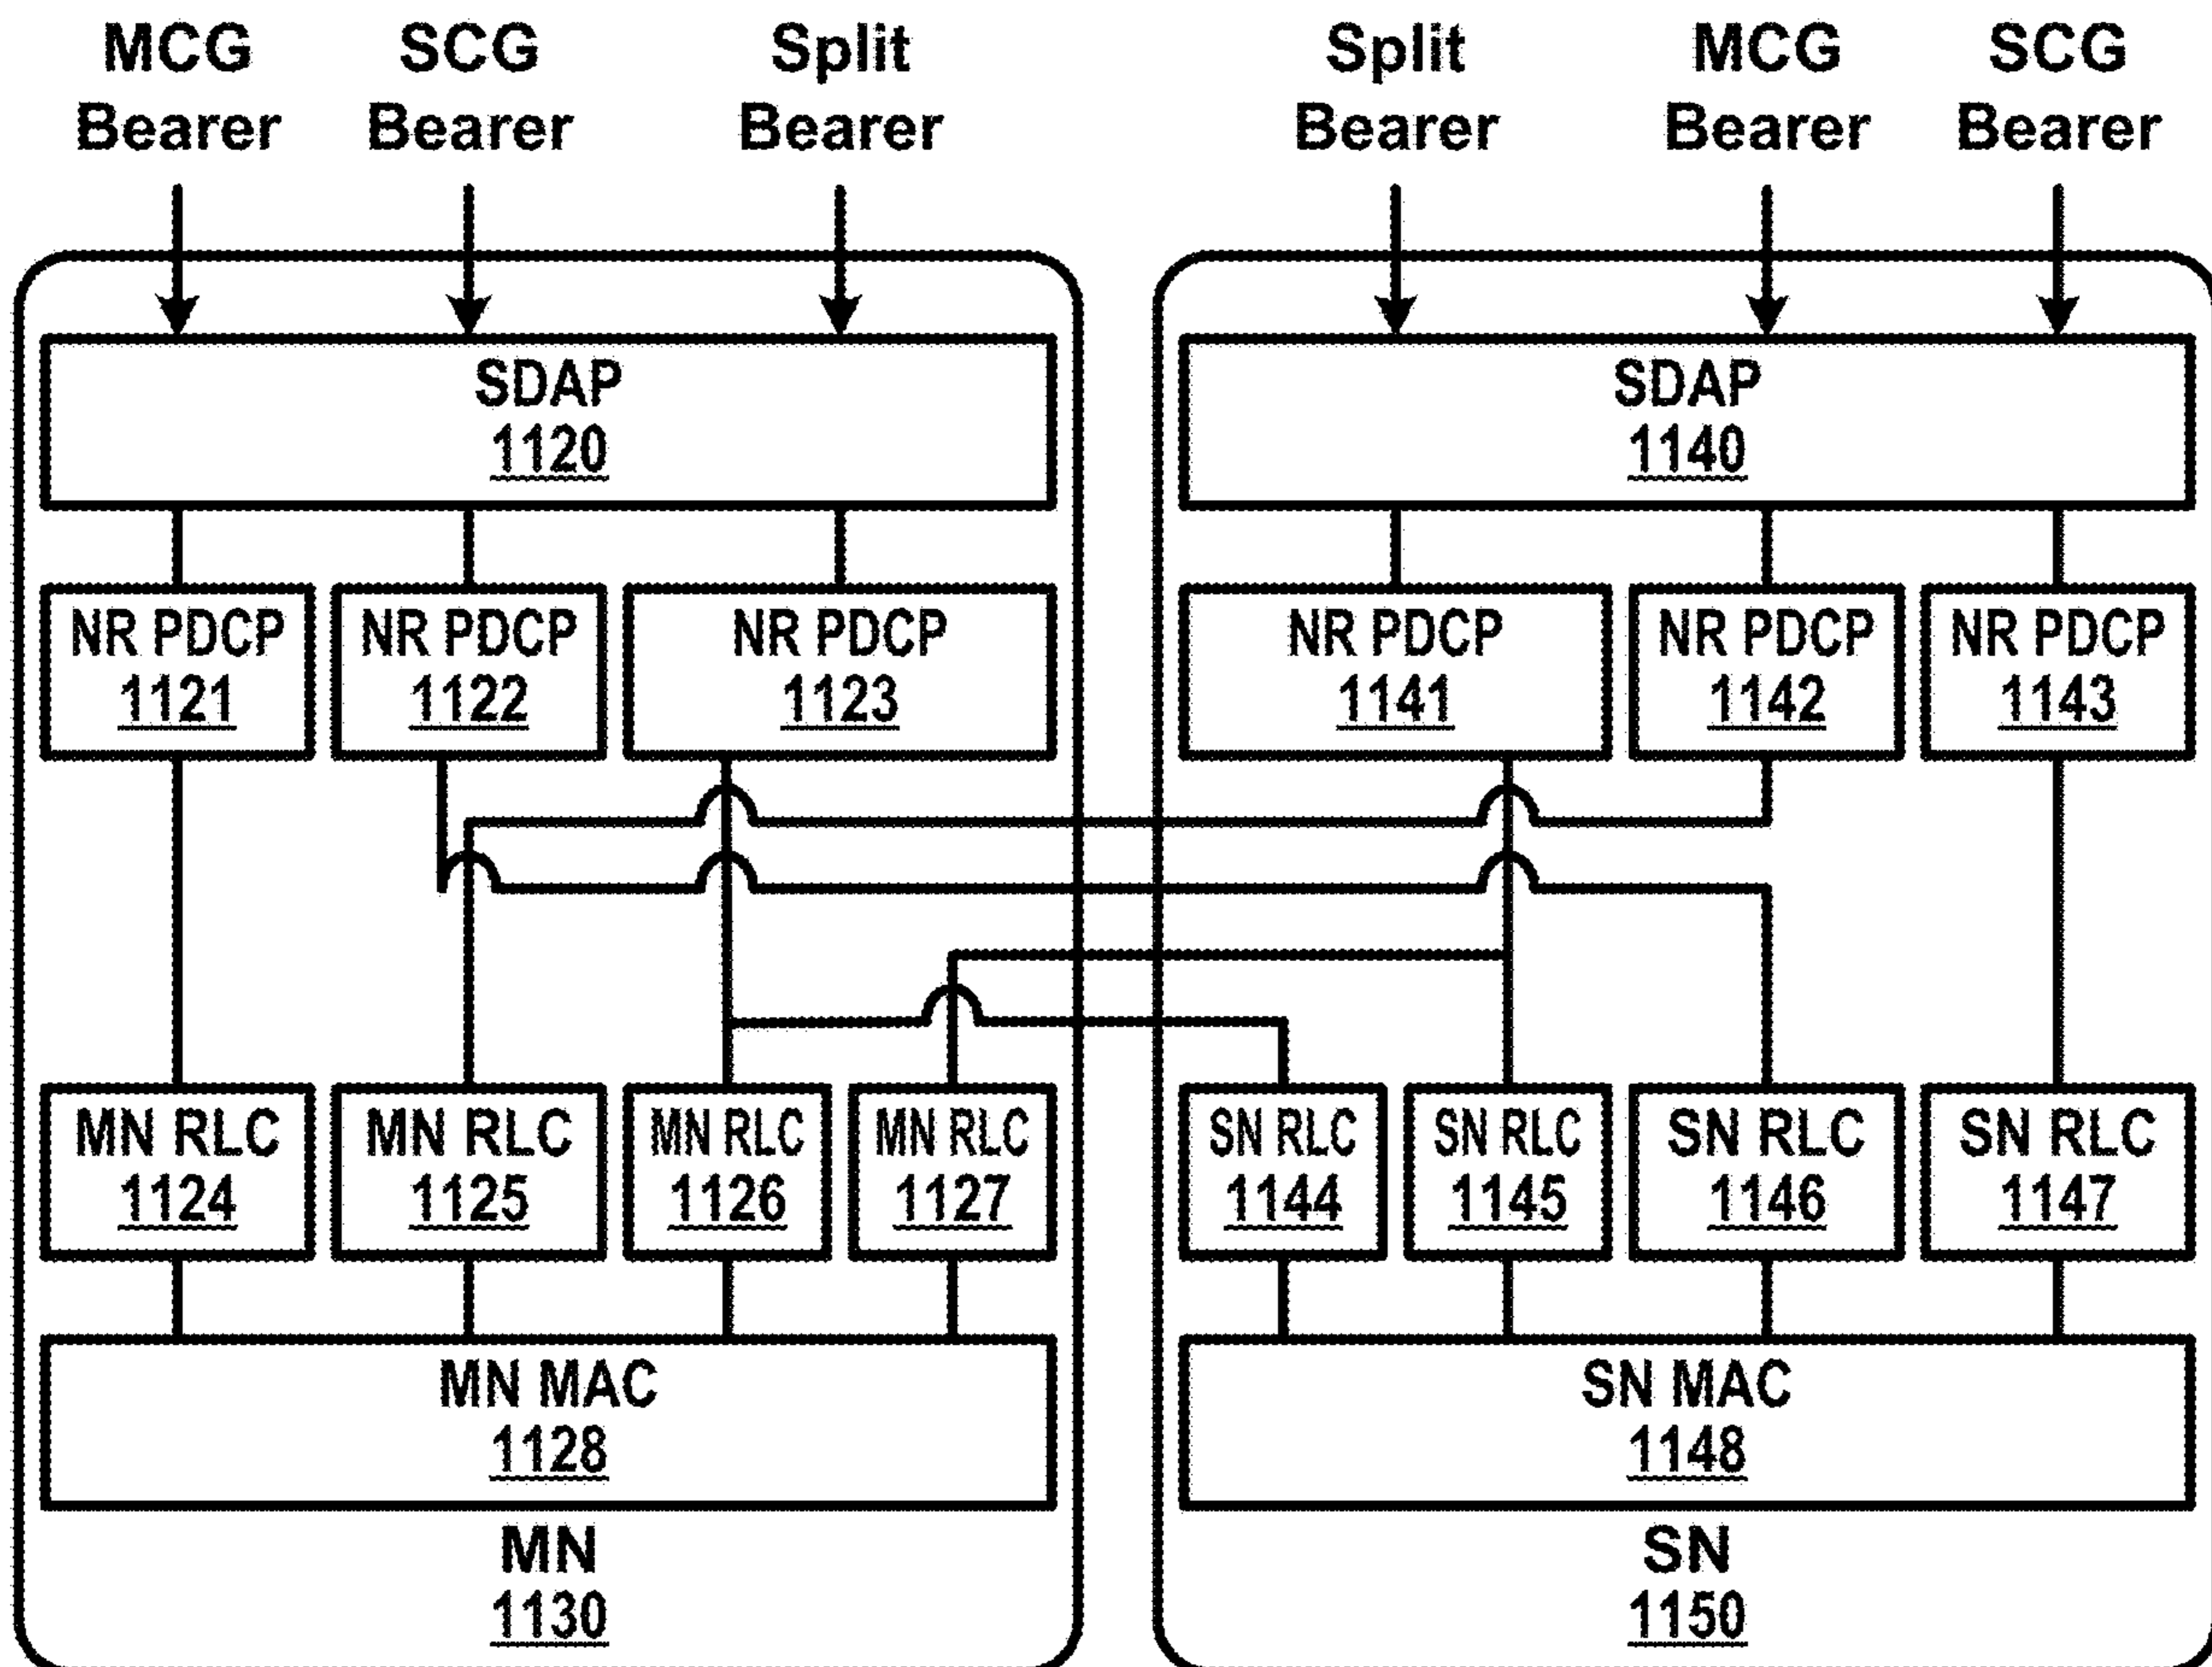 MCG Bearer
SCG Bearer
Split Bearer
Split Bearer
MCG Bearer
SCG Bearer
SDAP
1120
SDAP
1140
NR PDCP
1121
NR PDCP
1122
NR PDCP
1123
NR PDCP
1141
NR PDCP
1142
NR PDCP
1143
MN RLC
1124
MN RLC
1125
MN RLC
1126
MN RLC
1127
SN RLC
1144
SN RLC
1145
SN RLC
1146
SN RLC
1147
MN MAC
1128
SN MAC
1148
MN
1130
SN
1150